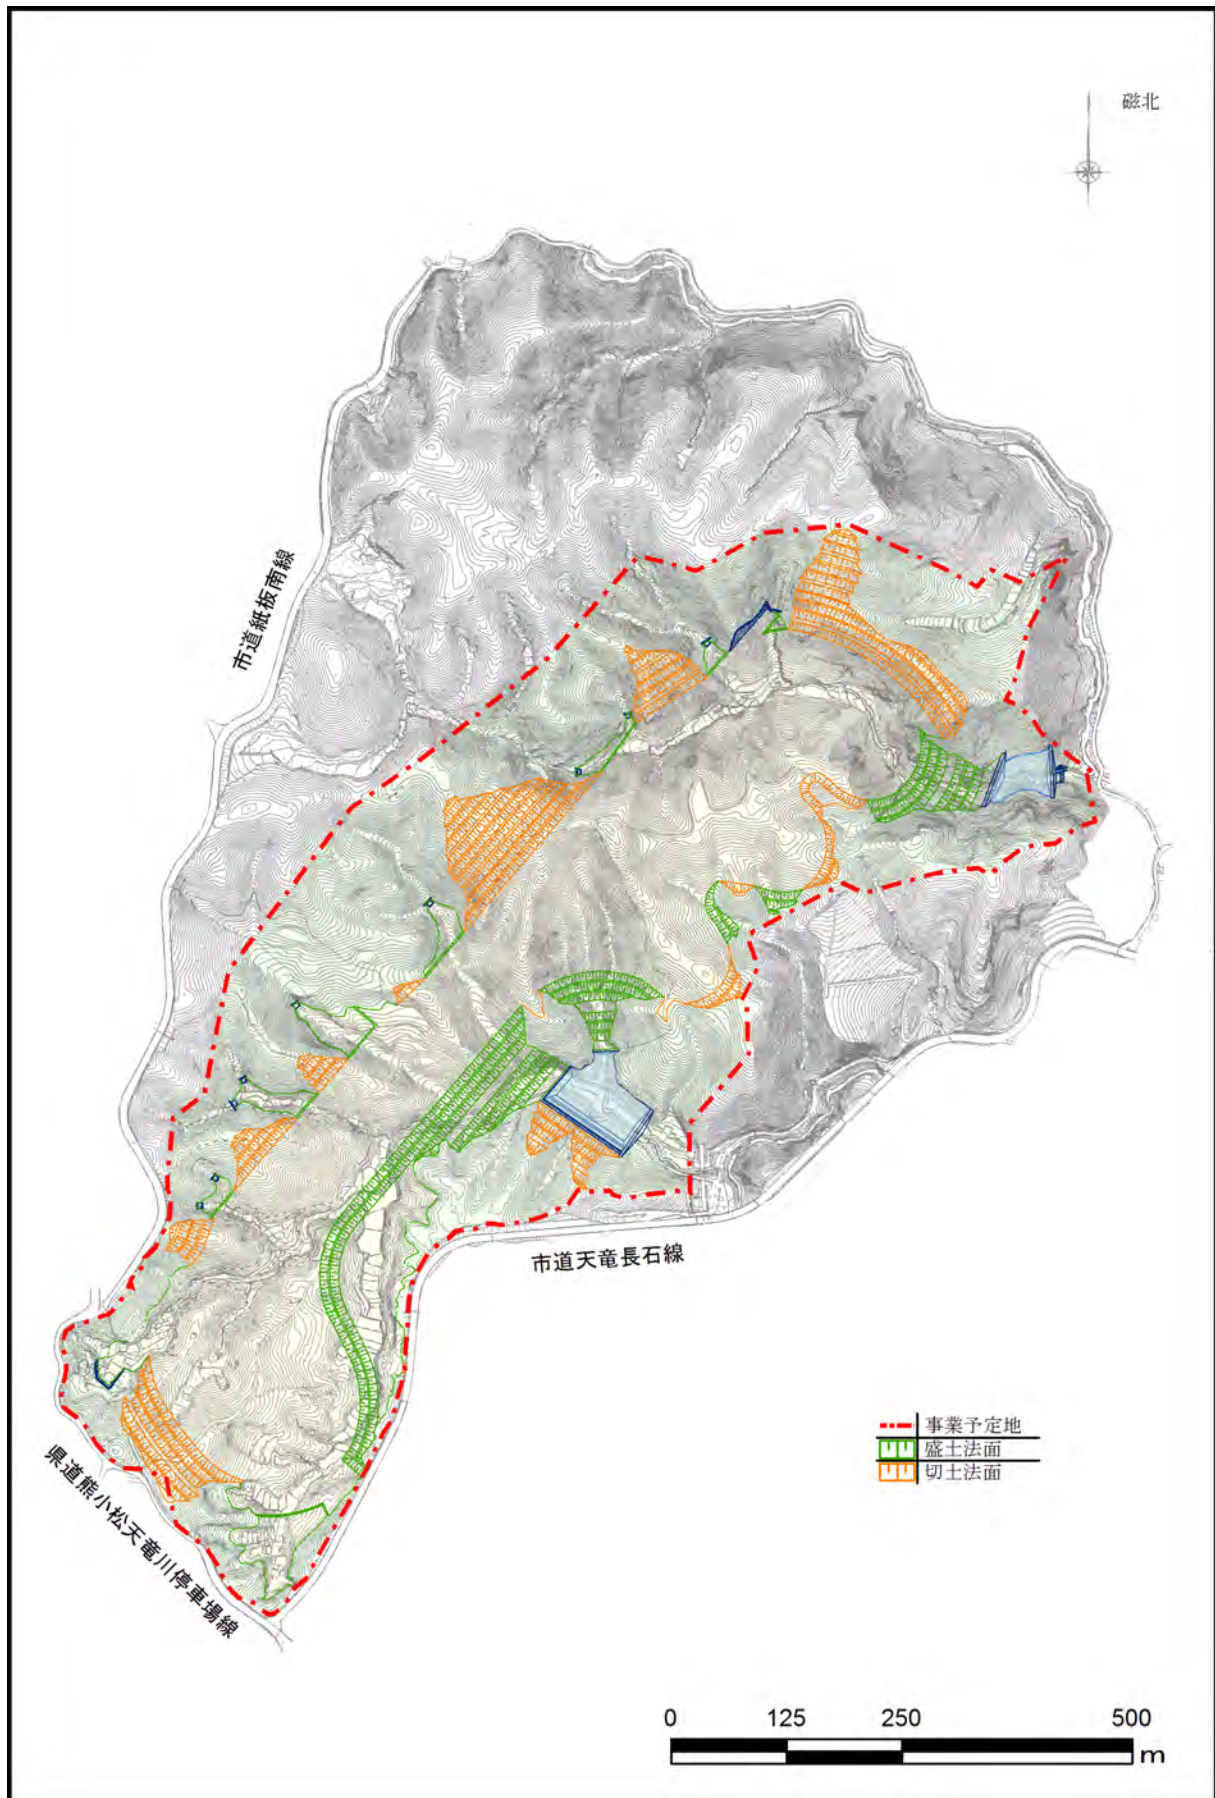 磁北
市道紙板南線
市道天竜長石線
事業予定地
盛土法面
切土法面
県道熊小松天竜川停車場線
0 125 250 500
m